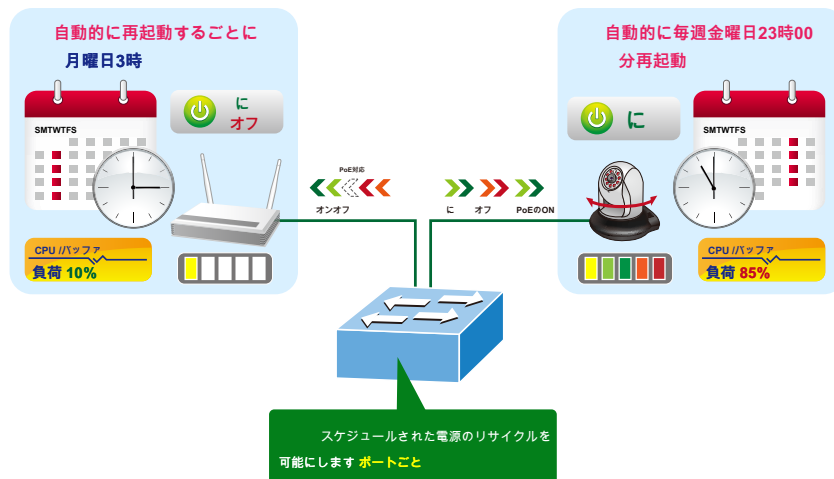 自動的に再起動するごとに
月曜日3時
SMTWTFS
に
オフ
CPU /バッファ
負荷 10%
PoE対応
オンオフ
に オフ PoEのON
自動的に毎週金曜日23時00
分再起動
に
SMTWTFS
CPU /バッファ
負荷 85%
スケジュールされた電源のリサイクルを
可能にします ポートごと